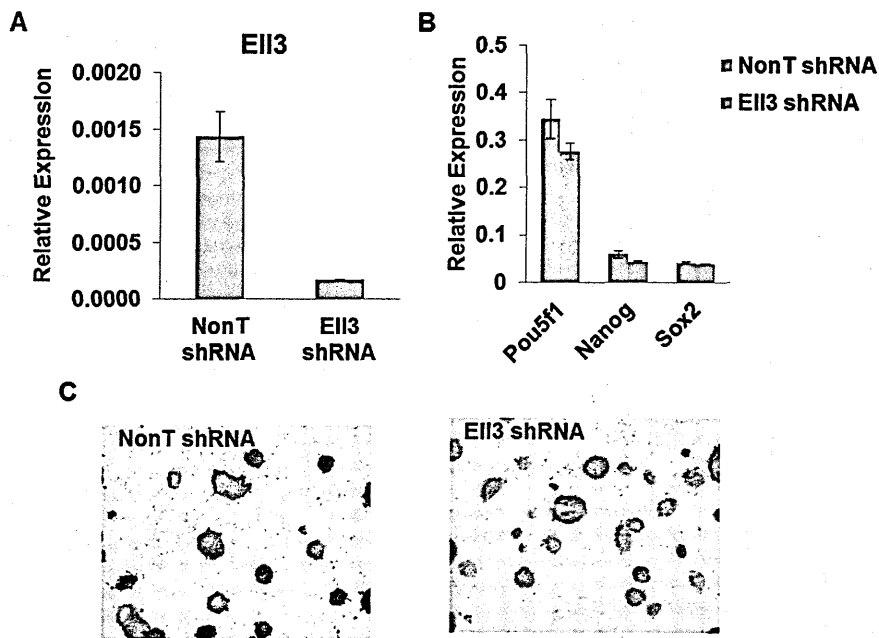 A
Ell3
Relative Expression
0.0020
0.0015
0.0010
0.0005
0.0000
NonT
shRNA
Ell3
shRNA
B
Relative Expression
0.5
0.4
0.3
0.2
0.1
0
Pou5f1
Nanog
Sox2
NonT shRNA
Ell3 shRNA
C
NonT shRNA
Ell3 shRNA